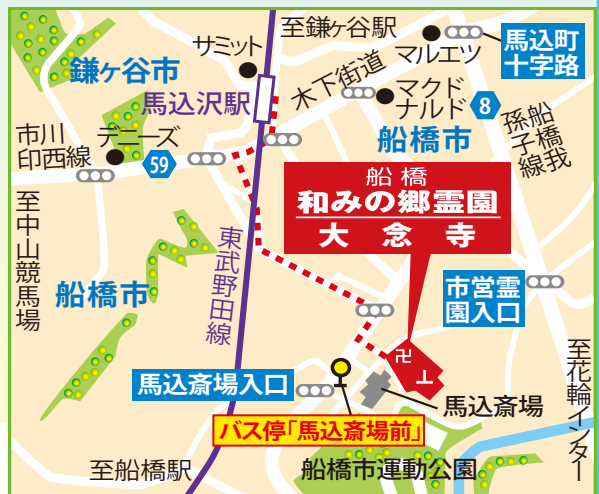 至鎌ヶ谷駅
サミット
マルエツ
馬込町
十字路
鎌ヶ谷市
木下街道
馬込沢駅
マクド
ナルド
8
船橋市
船橋
我孫子線
市川
印西線
デニーズ
59
船橋
和みの郷霊園
大念寺
至中山競馬場
東武野田線
船橋市
市営霊
園入口
卍
馬込斎場入口
馬込斎場
バス停「馬込斎場前」
至花輪インター
至船橋駅
船橋市運動公園